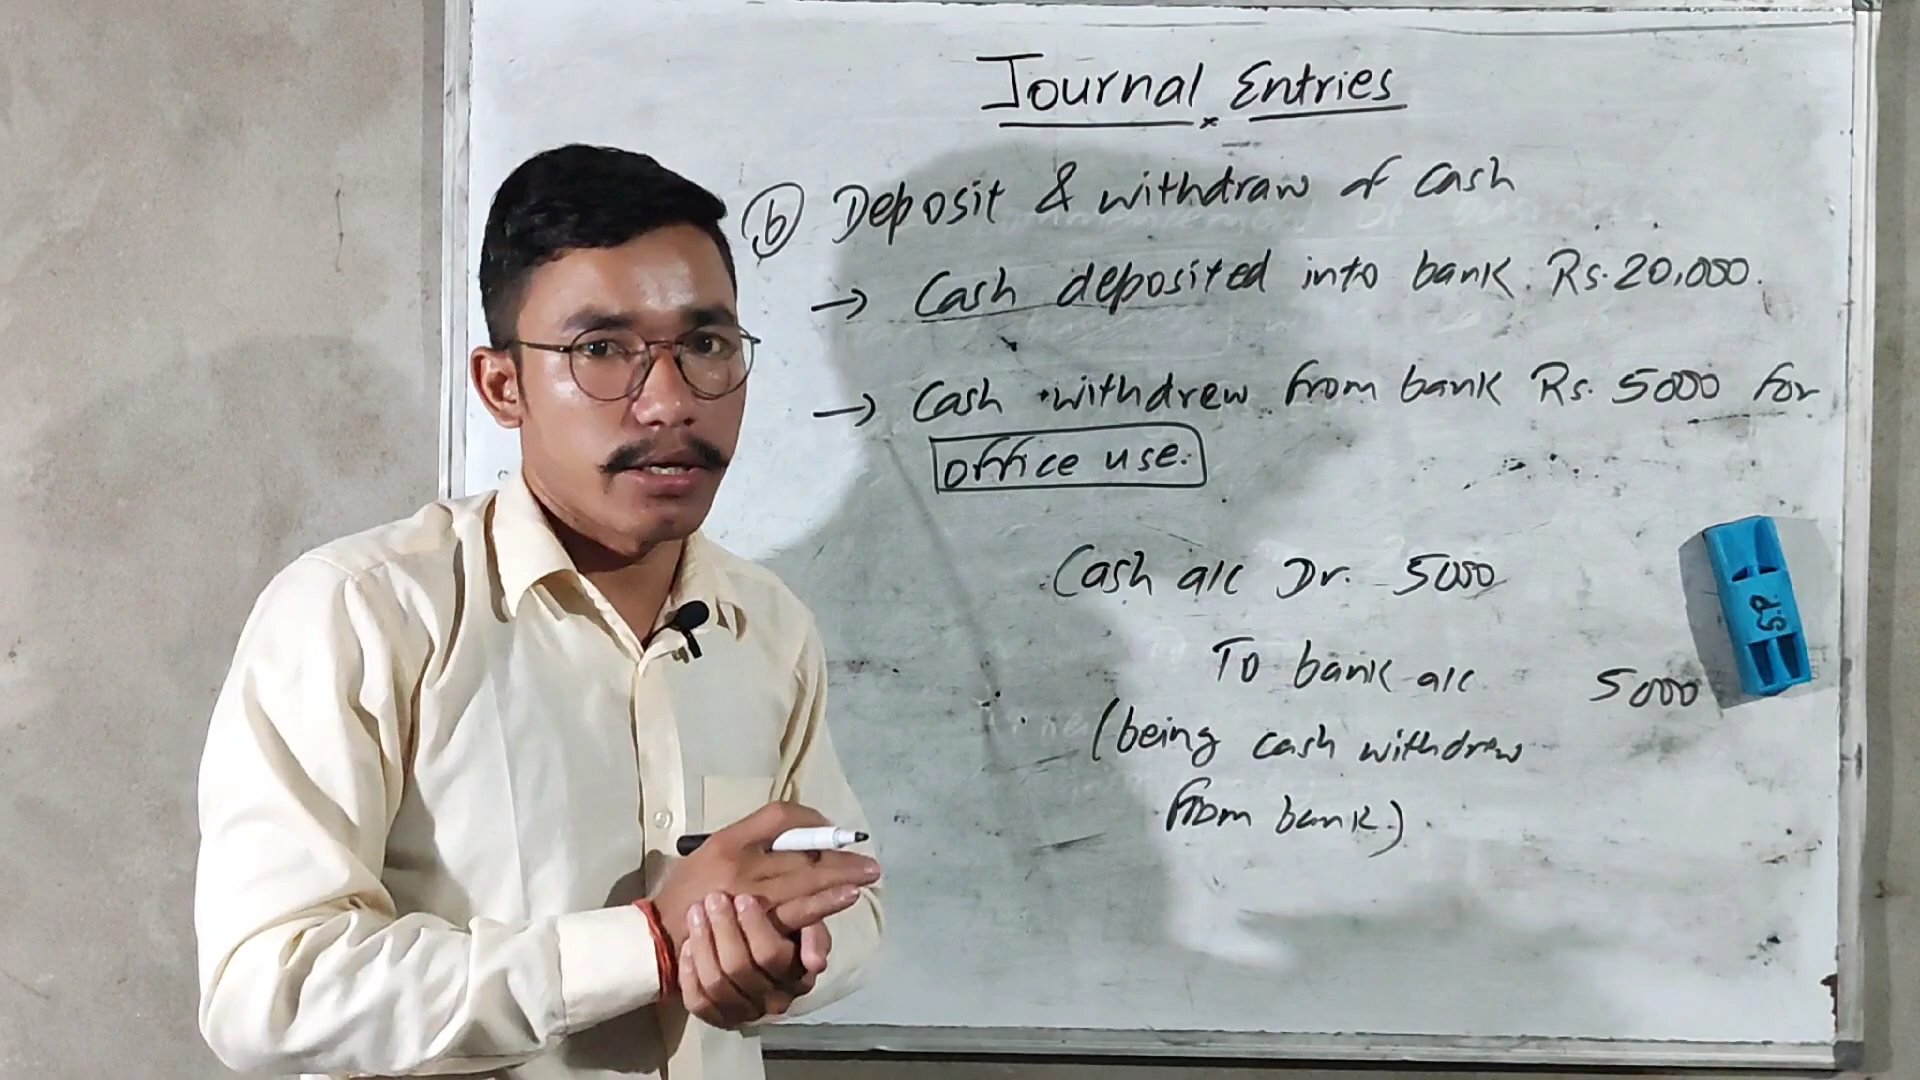 Journal Entries
b Deposit & withdraw of cash
→ Cash deposited into bank Rs. 20,000.
→ Cash withdrew from bank Rs. 5000 for
office use.
Cash a/c Dr. 5000
To bank a/c 5000
(being cash withdrew
from bank.)
S.P.